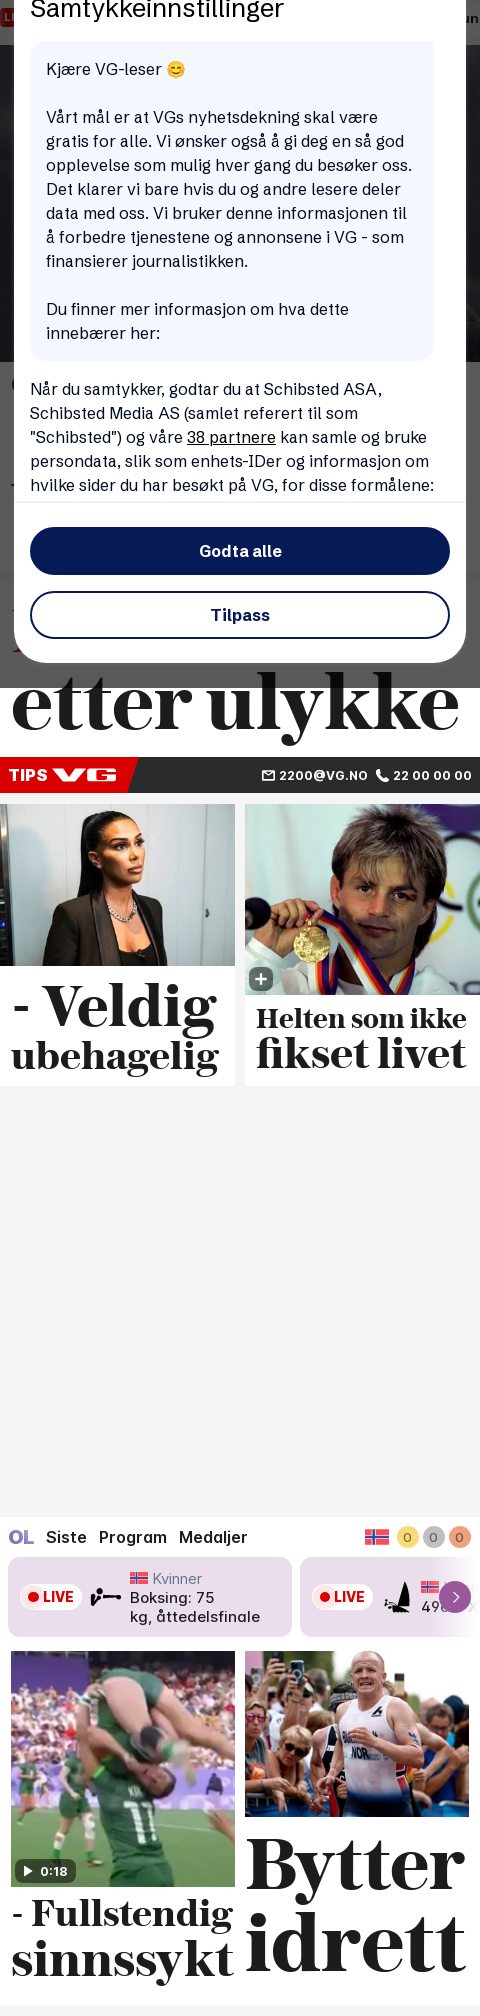 Samtykkeinnstillinger
Kjære VG-leser 😊
Vårt mål er at VGs nyhetsdekning skal være
gratis for alle. Vi ønsker også å gi deg en så god
opplevelse som mulig hver gang du besøker oss.
Det klarer vi bare hvis du og andre lesere deler
data med oss. Vi bruker denne informasjonen til
å forbedre tjenestene og annonsene i VG - som
finansierer journalistikken.
Du finner mer informasjon om hva dette
innebærer her:
Når du samtykker, godtar du at Schibsted ASA,
Schibsted Media AS (samlet referert til som
"Schibsted") og våre 38 partnere kan samle og bruke
persondata, slik som enhets-IDer og informasjon om
hvilke sider du har besøkt på VG, for disse formålene:
Godta alle
Tilpass
etter ulykke
TIPS VG
2200@VG.NO 22 00 00 00
- Veldig
ubehagelig
Helten som ikke
fikset livet
OL Siste Program Medaljer
0 0 0
LIVE
Kvinner
Boksing: 75
kg, åttedelsfinale
LIVE
0:18
- Fullstendig
sinnssykt
NOR
Bytter
idrett